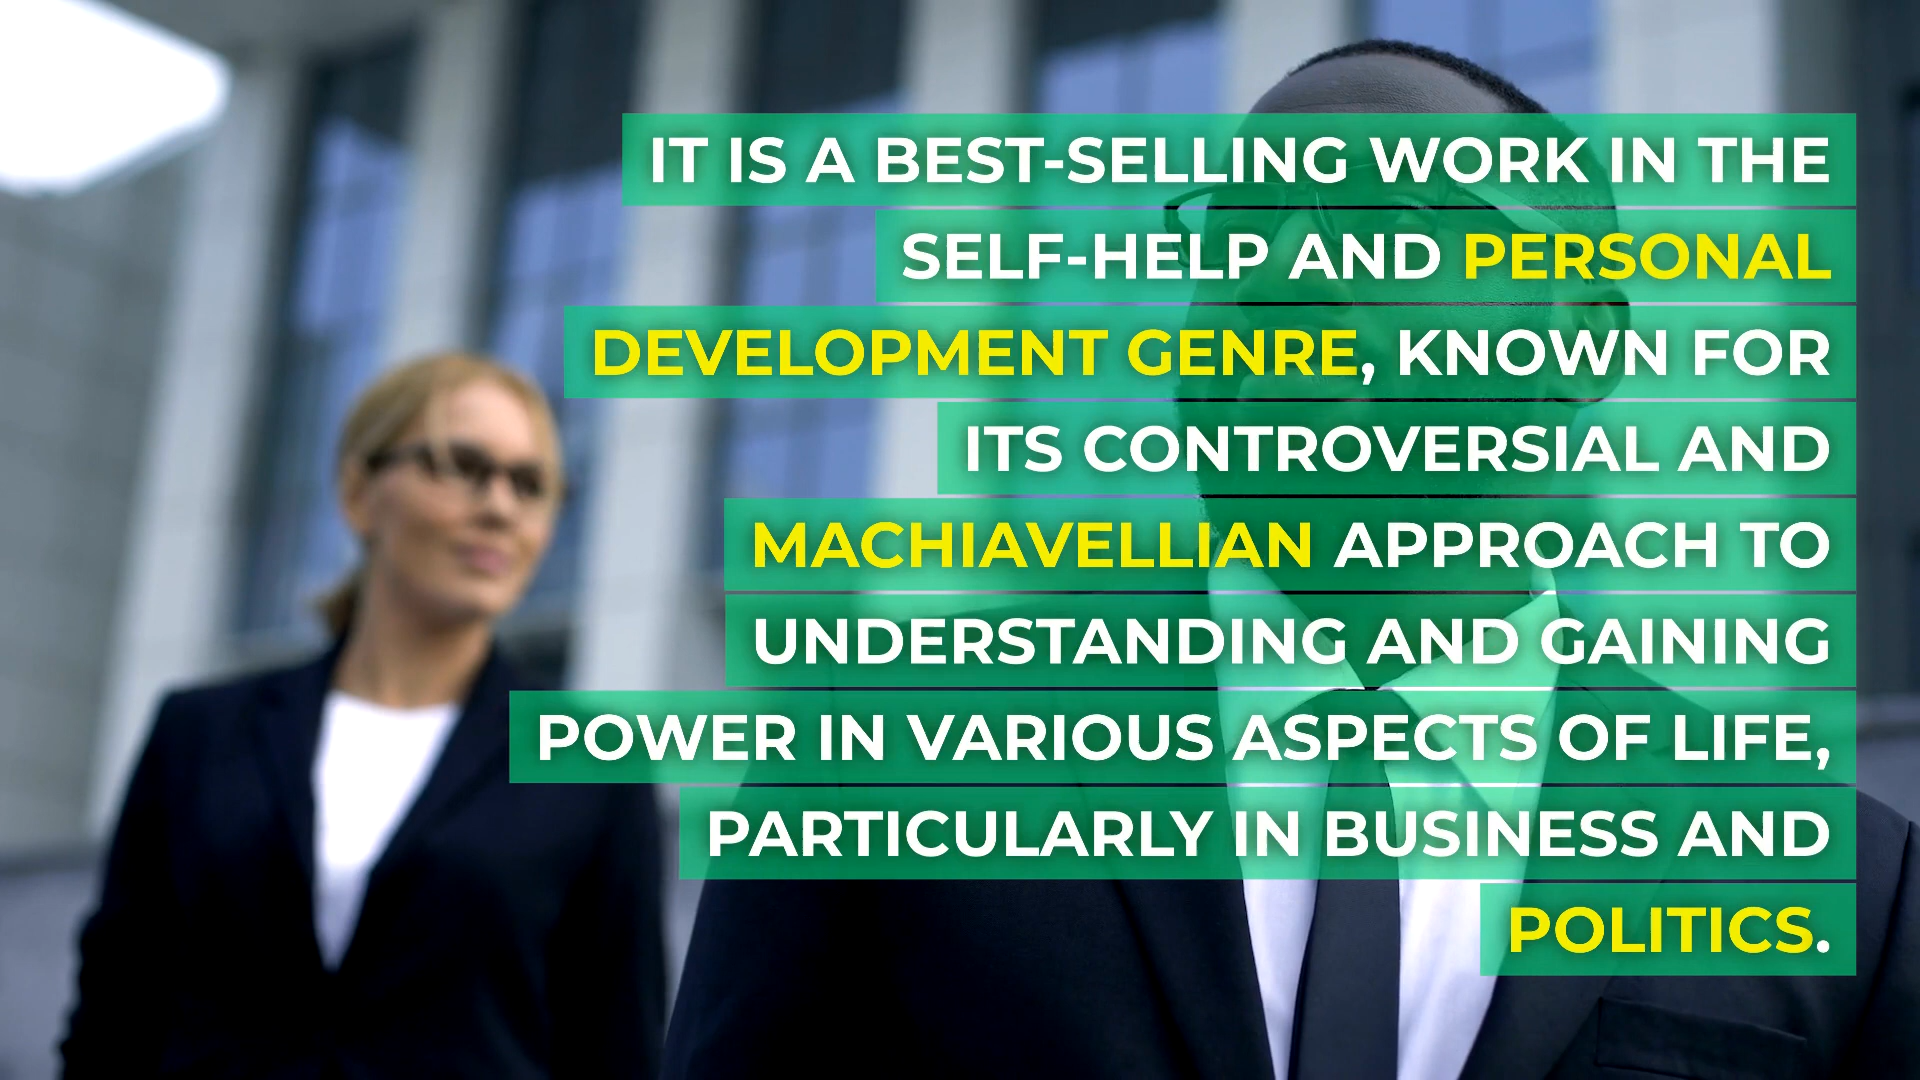 IT IS A BEST-SELLING WORK IN THE
SELF-HELP AND PERSONAL
DEVELOPMENT GENRE, KNOWN FOR
ITS CONTROVERSIAL AND
MACHIAVELLIAN APPROACH TO
UNDERSTANDING AND GAINING
POWER IN VARIOUS ASPECTS OF LIFE,
PARTICULARLY IN BUSINESS AND
POLITICS.